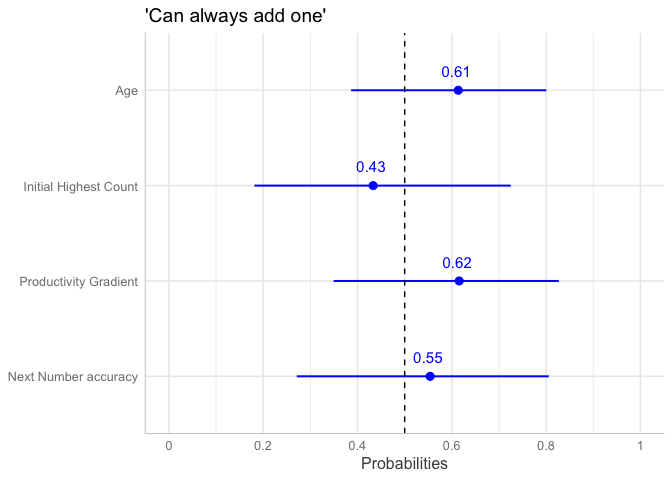 'Can always add one'
Age
0.61
Initial Highest Count
0.43
Productivity Gradient
0.62
Next Number accuracy
0.55
0 0.2 0.4 0.6 0.8 1
Probabilities